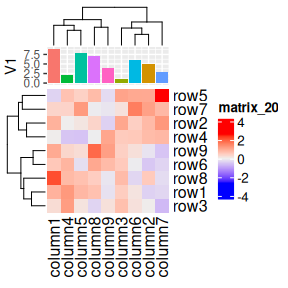 V1
7.5
5.0
2.5
0.0
row5
row7
row2
row4
row9
row6
row8
row1
row3
column1
column4
column5
column8
column9
column3
column6
column2
column7
matrix_20
4
2
0
-2
-4